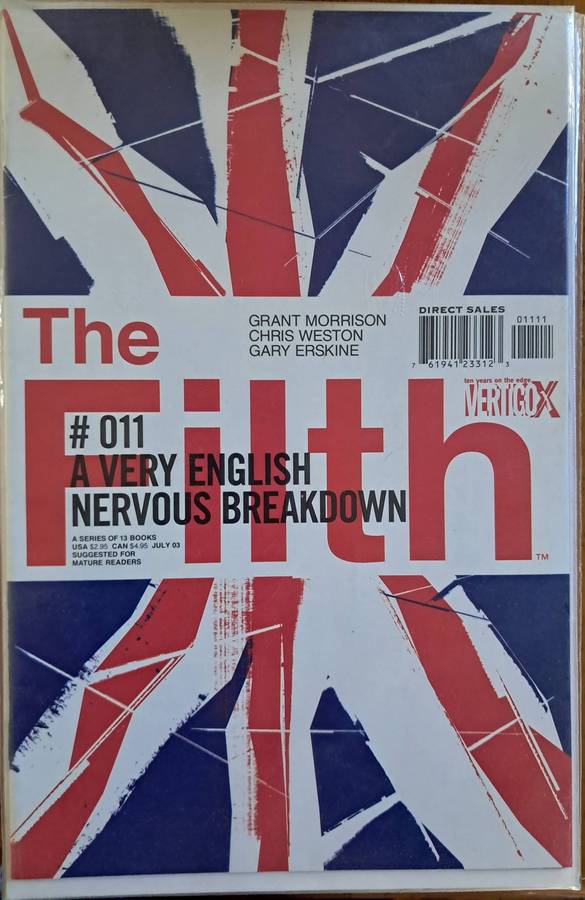 The
Filth
GRANT MORRISON
CHRIS WESTON
GARY ERSKINE
DIRECT SALES
01111
7 61941 23312 3
ten years on the edge
VERTIGO X
# 011
A VERY ENGLISH
NERVOUS BREAKDOWN
A SERIES OF 13 BOOKS
USA $2.95 CAN $4.95 JULY 03
SUGGESTED FOR
MATURE READERS
TM